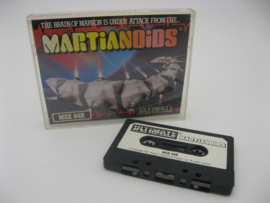 THE BRAIN OF MARKON IS UNDER ATTACK FROM THE...
MARTIANOIDS
ULTIMATE
MSX 64K
ULTIMATE
MARTIANOIDS
MSX 64K